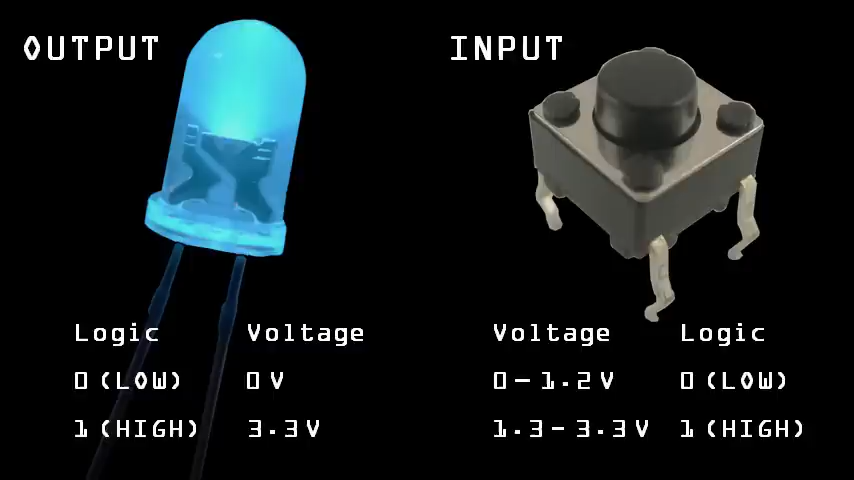 OUTPUT
Logic Voltage
0 (LOW) 0 V
1 (HIGH) 3.3 V
INPUT
Voltage Logic
0 - 1.2 V 0 (LOW)
1.3 - 3.3 V 1 (HIGH)